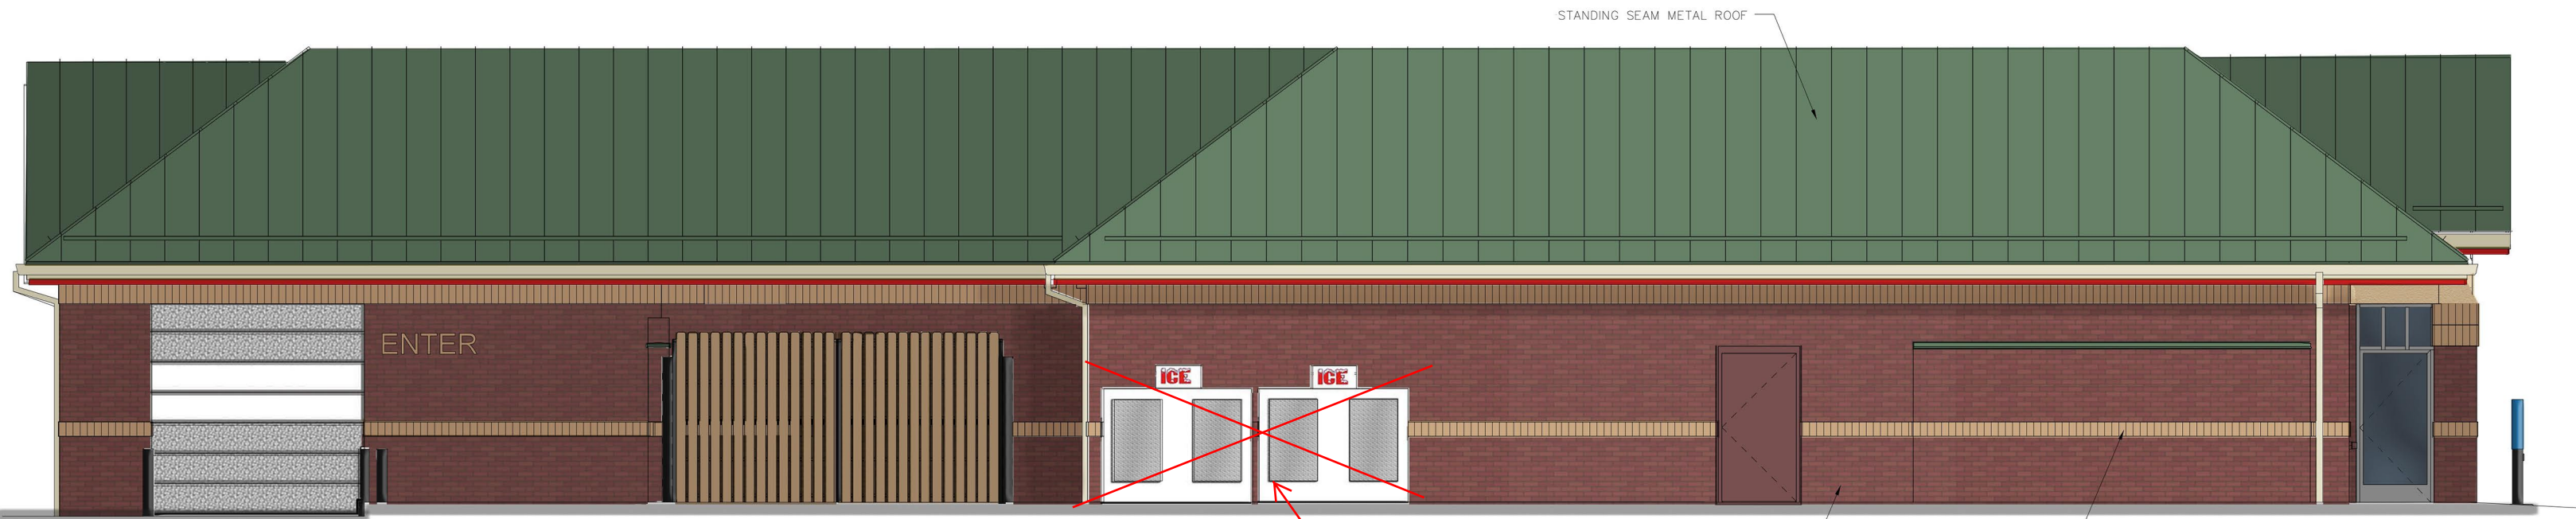 STANDING SEAM METAL ROOF
ENTER
ICE
ICE